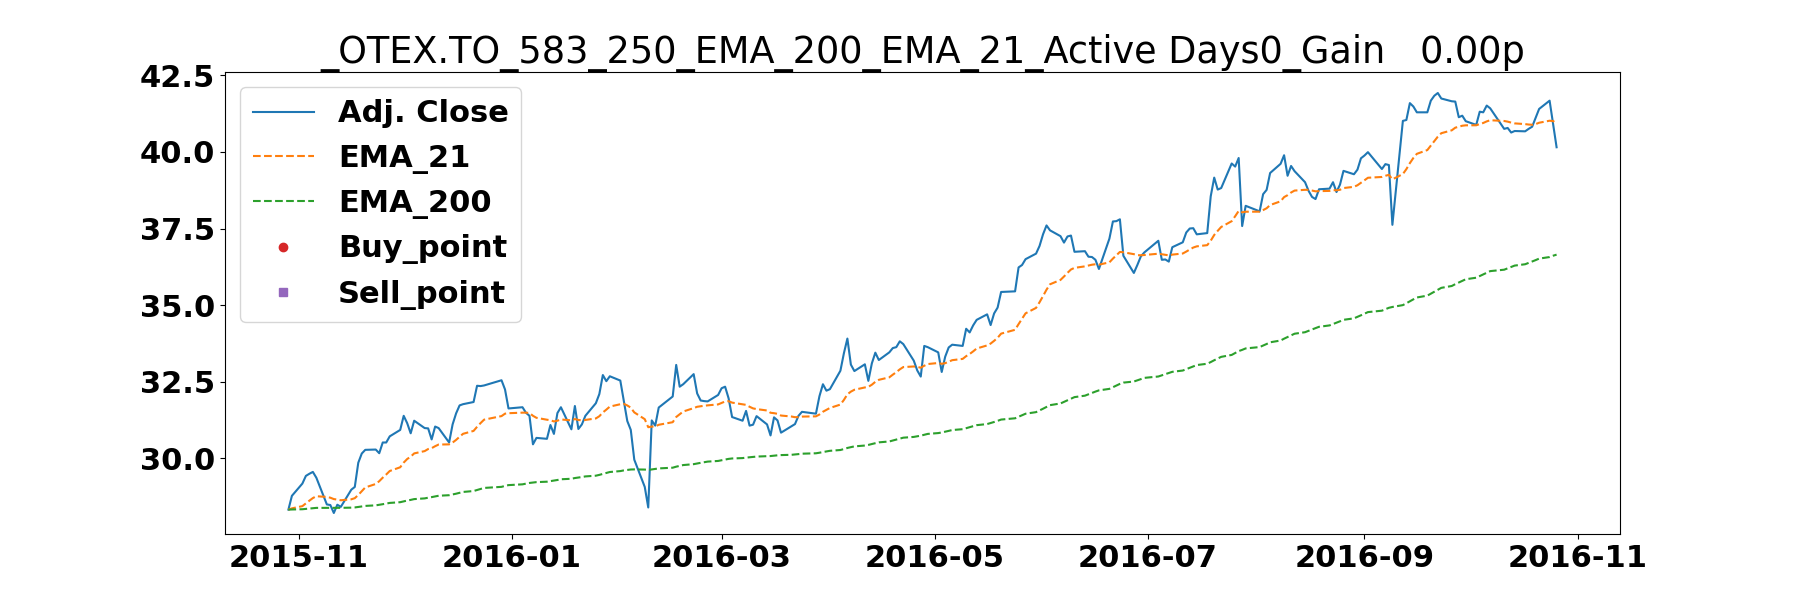 _OTEX.TO_583_250_EMA_200_EMA_21_Active Days0_Gain   0.00p
42.5
40.0
37.5
35.0
32.5
30.0
Adj. Close
EMA_21
EMA_200
Buy_point
Sell_point
2015-11 2016-01 2016-03 2016-05 2016-07 2016-09 2016-11